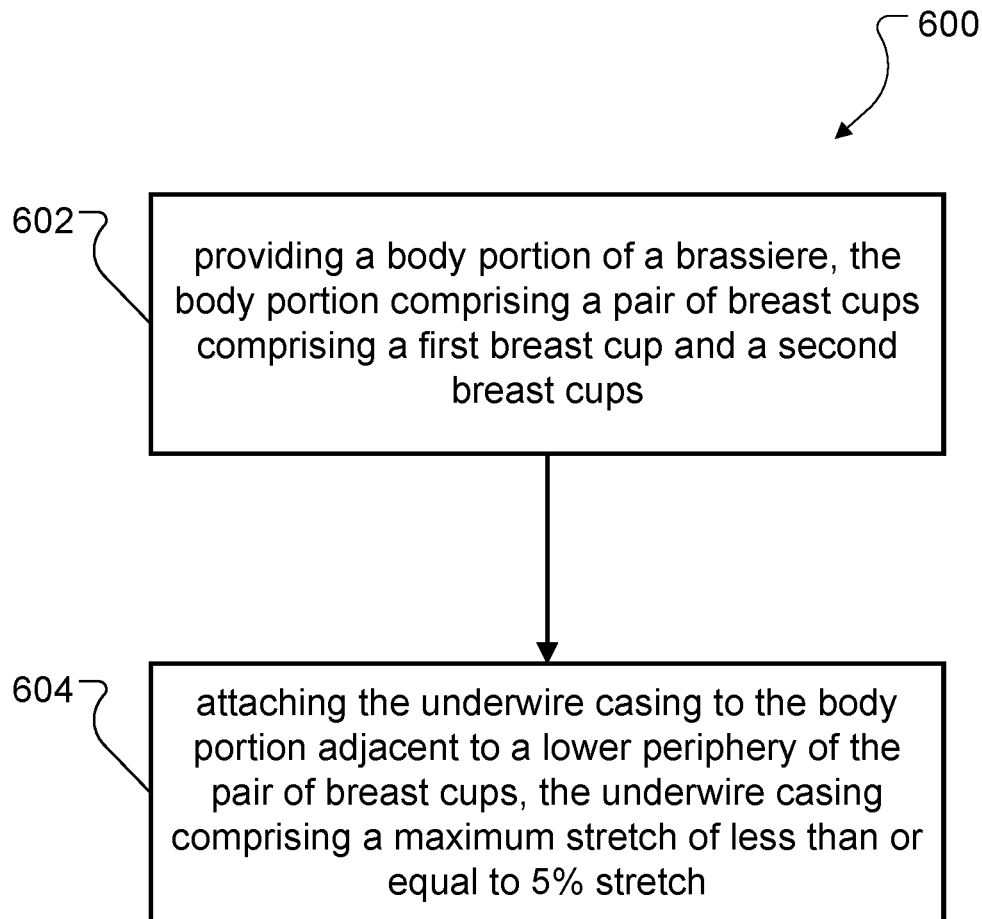 600
602
providing a body portion of a brassiere, the
body portion comprising a pair of breast cups
comprising a first breast cup and a second
breast cups
604
attaching the underwire casing to the body
portion adjacent to a lower periphery of the
pair of breast cups, the underwire casing
comprising a maximum stretch of less than or
equal to 5% stretch